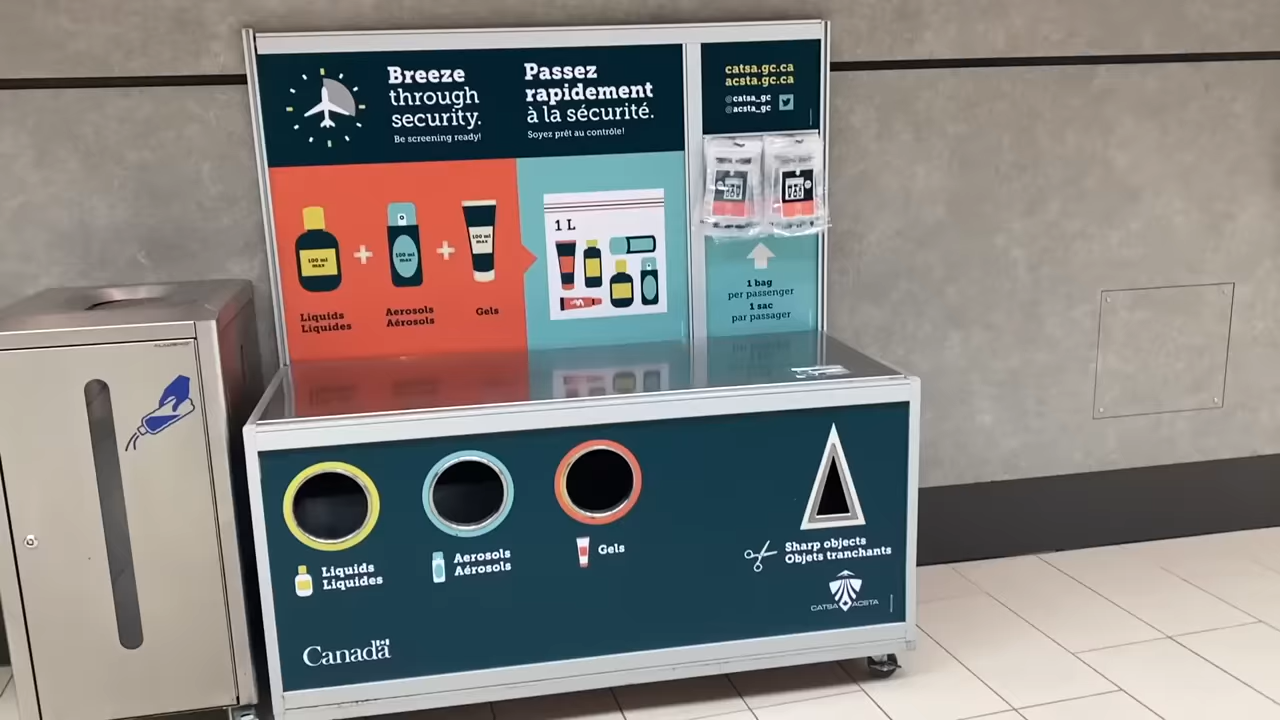 Breeze
through
security.
Be screening ready!
Passez
rapidement
à la sécurité.
Soyez prêt au contrôle!
catsa.gc.ca
acsta.gc.ca
@catsa_gc
@acsta_gc
100 ml
max
100 ml
max
100 ml
max
Liquids
Liquides
Aerosols
Aérosols
Gels
1 L
1 bag
per passenger
1 sac
par passager
Liquids
Liquides
Aerosols
Aérosols
Gels
Sharp objects
Objets tranchants
CATSA ACSTA
Canada